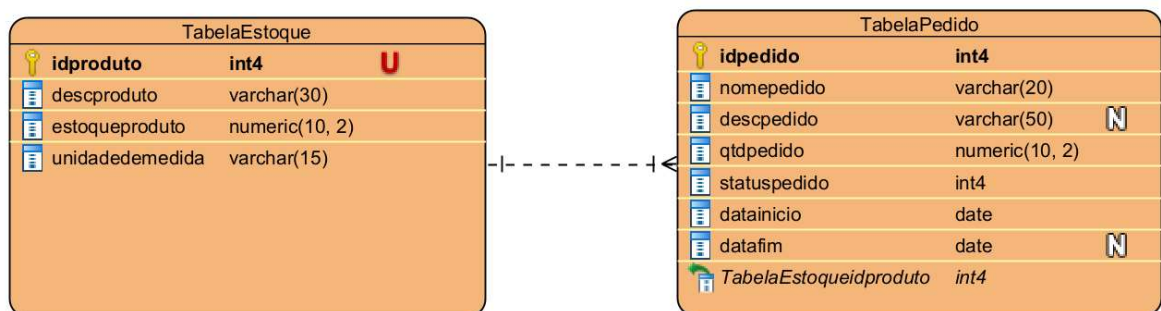 TabelaEstoque
idproduto int4 U
descproduto varchar(30)
estoqueproduto numeric(10, 2)
unidadedemedida varchar(15)
TabelaPedido
idpedido int4
nomepedido varchar(20)
descpedido varchar(50) N
qtdpedido numeric(10, 2)
statuspedido int4
datainicio date
datafim date N
TabelaEstoqueidproduto int4